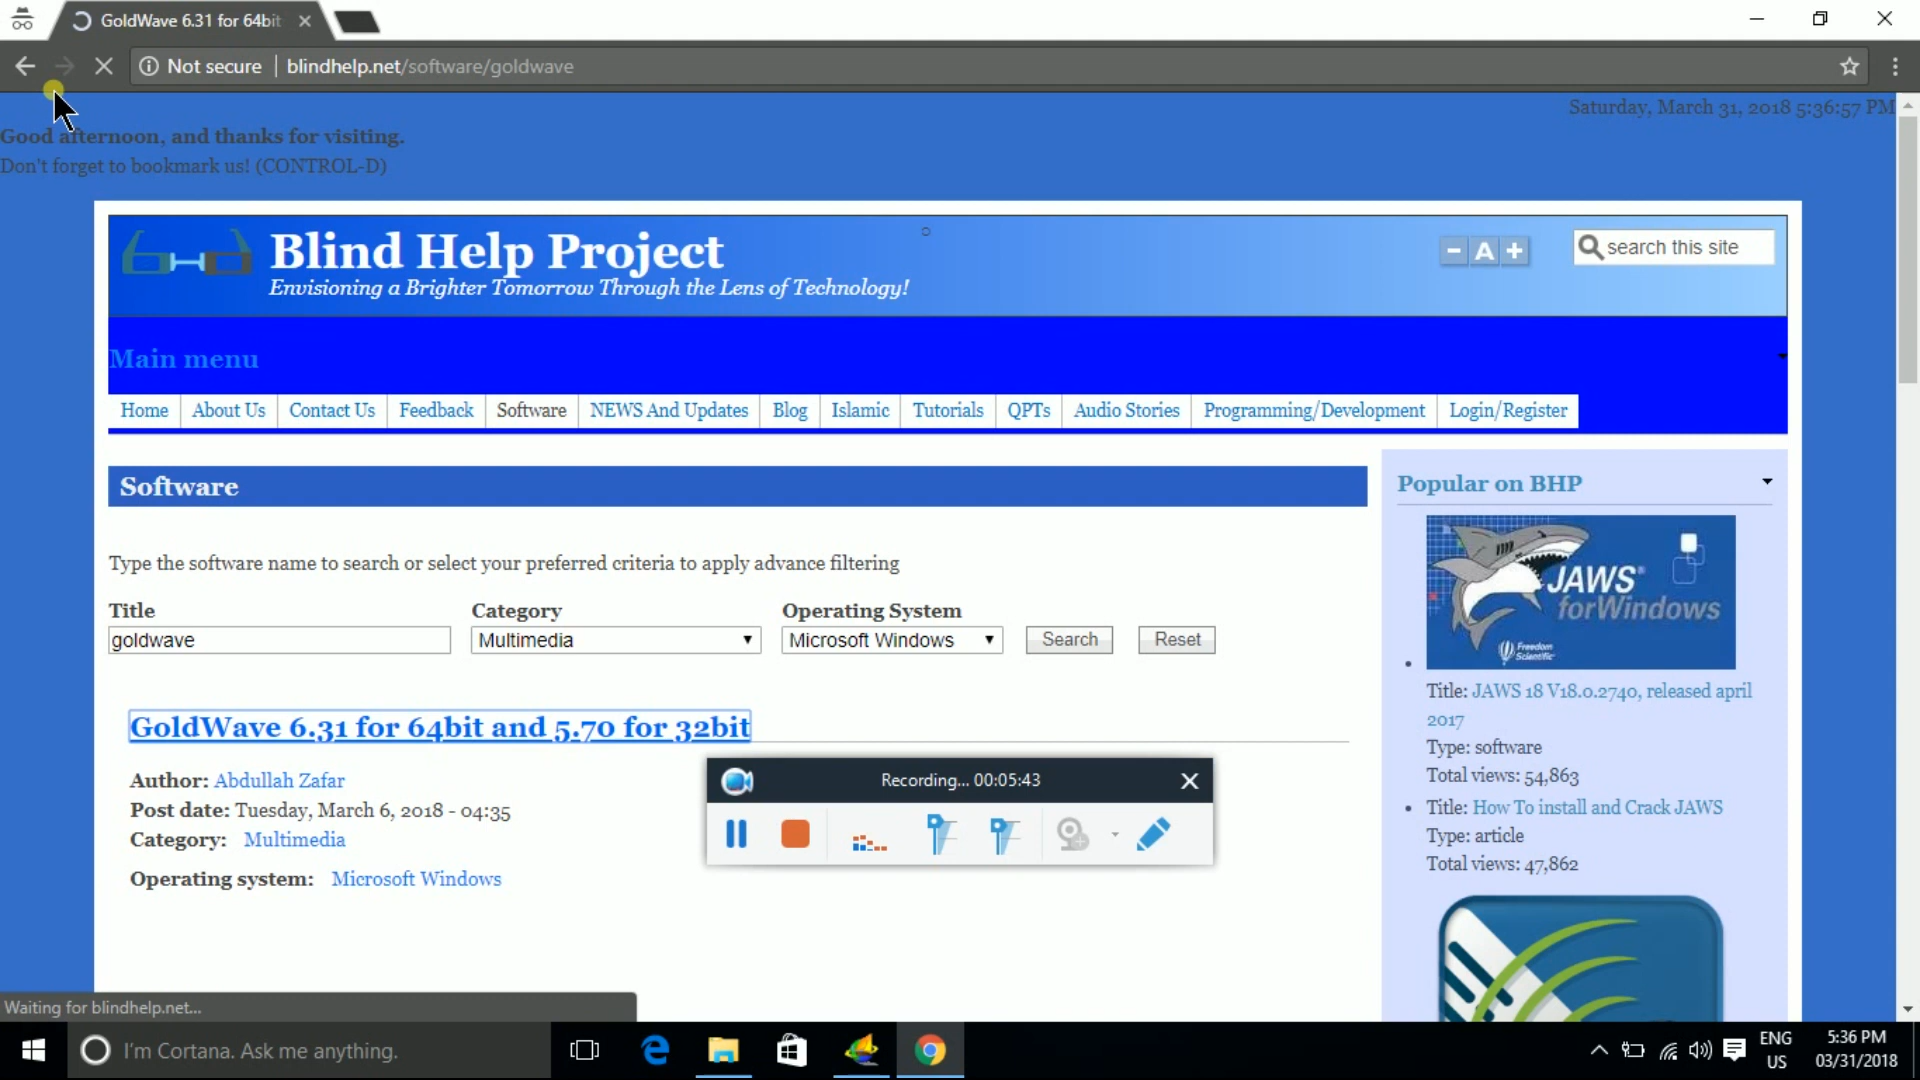 GoldWave 6.31 for 64bit
Not secure
blindhelp.net/software/goldwave
Saturday, March 31, 2018 5:36:57 PM
Good afternoon, and thanks for visiting.
Don't forget to bookmark us! (CONTROL-D)
Blind Help Project
Envisioning a Brighter Tomorrow Through the Lens of Technology!
- A +
search this site
Main menu
Home About Us Contact Us Feedback Software NEWS And Updates Blog Islamic Tutorials QPTs Audio Stories Programming/Development Login/Register
Software
Type the software name to search or select your preferred criteria to apply advance filtering
Title Category Operating System
goldwave Multimedia Microsoft Windows Search Reset
GoldWave 6.31 for 64bit and 5.70 for 32bit
Author: Abdullah Zafar
Post date: Tuesday, March 6, 2018 - 04:35
Category: Multimedia
Operating system: Microsoft Windows
Popular on BHP
JAWS
for Windows
Freedom
Scientific
Title: JAWS 18 V18.0.2740, released april
2017
Type: software
Total views: 54,863
Title: How To install and Crack JAWS
Type: article
Total views: 47,862
Recording... 00:05:43
Waiting for blindhelp.net...
I'm Cortana. Ask me anything.
ENG
US
5:36 PM
03/31/2018